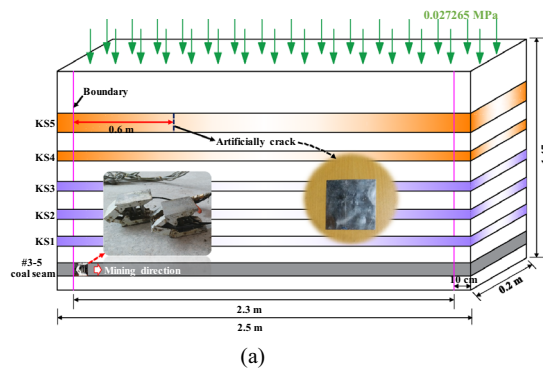 0.027265 MPa
Boundary
KS5
0.6 m
Artificially crack
KS4
KS3
KS2
KS1
#3-5
coal seam
Mining direction
10 cm
0.2 m
2.3 m
2.5 m
(a)